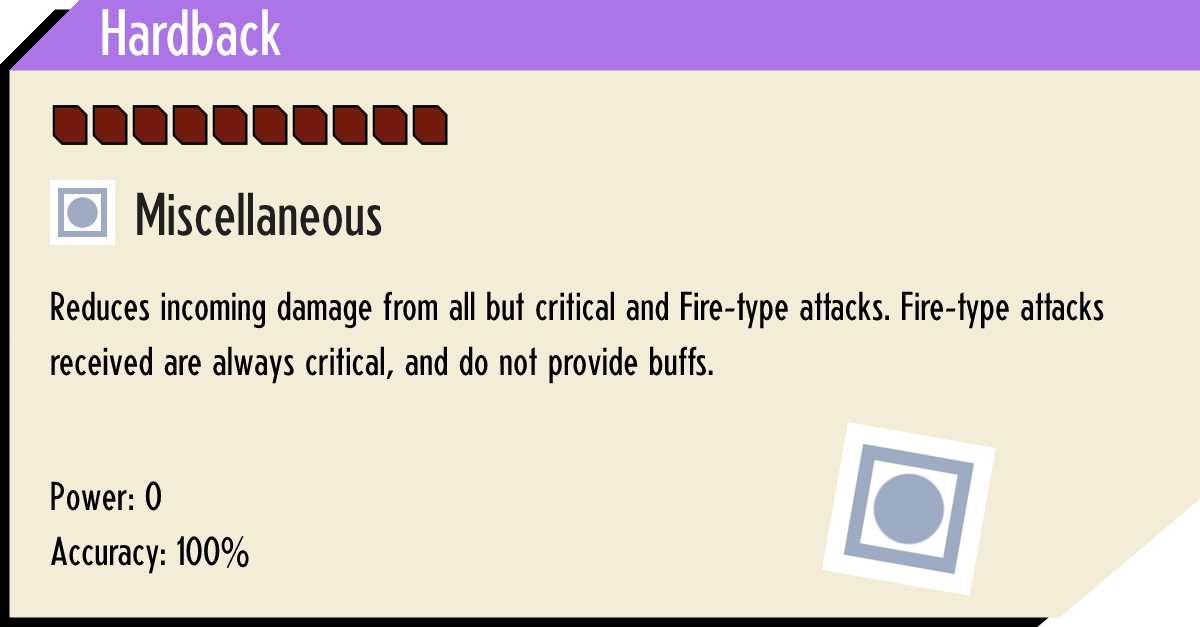 Hardback
Miscellaneous
Reduces incoming damage from all but critical and Fire-type attacks. Fire-type attacks
received are always critical, and do not provide buffs.
Power: 0
Accuracy: 100%